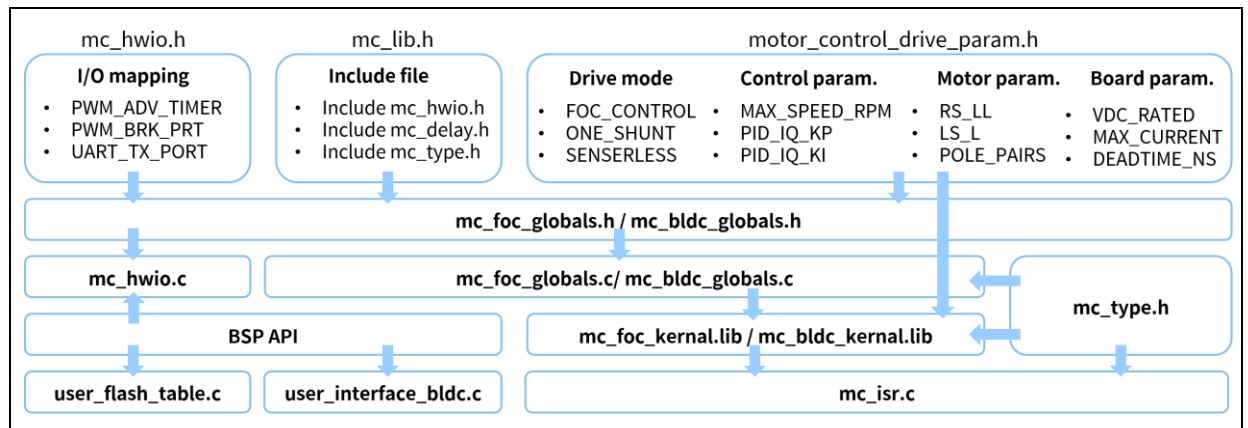 mc_hwio.h
I/O mapping
• PWM_ADV_TIMER
• PWM_BRK_PRT
• UART_TX_PORT
mc_lib.h
Include file
• Include mc_hwio.h
• Include mc_delay.h
• Include mc_type.h
motor_control_drive_param.h
Drive mode
• FOC_CONTROL
• ONE_SHUNT
• SENSERLESS
Control param.
• MAX_SPEED_RPM
• PID_IQ_KP
• PID_IQ_KI
Motor param.
• RS_LL
• LS_L
• POLE_PAIRS
Board param.
• VDC_RATED
• MAX_CURRENT
• DEADTIME_NS
mc_foc_globals.h / mc_bldc_globals.h
mc_hwio.c
mc_foc_globals.c/ mc_bldc_globals.c
mc_type.h
BSP API
mc_foc_kernal.lib / mc_bldc_kernal.lib
user_flash_table.c
user_interface_bldc.c
mc_isr.c